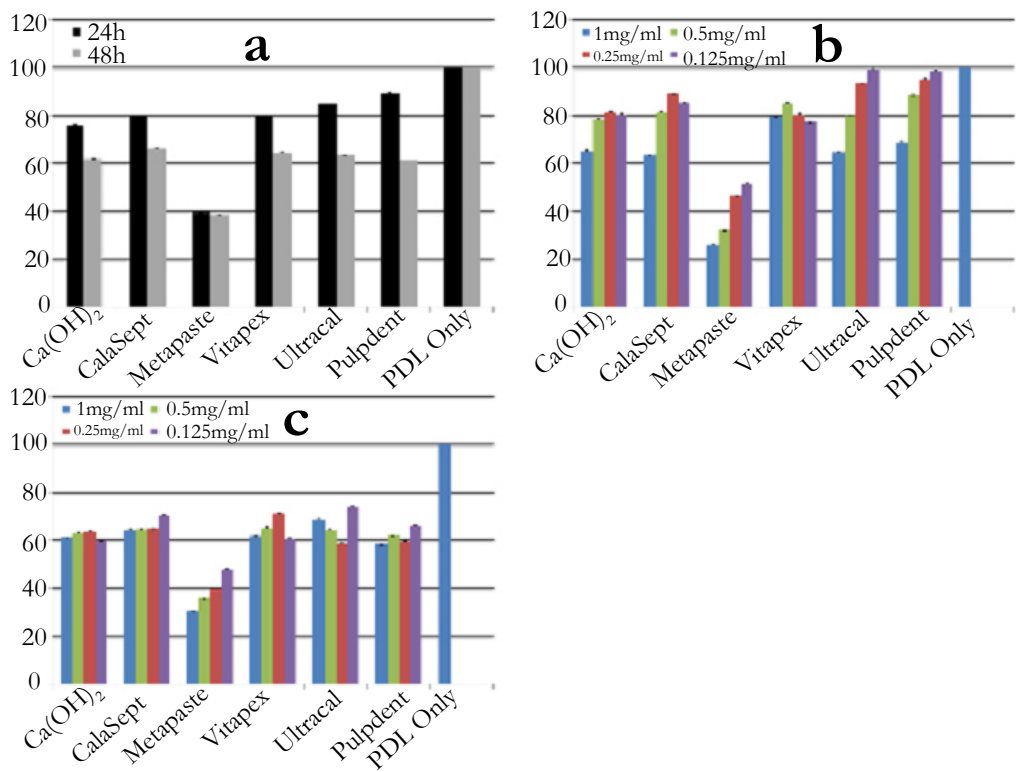 120
100
80
60
40
20
0
24h
48h
a
Ca(OH)₂
CalaSept
Metapaste
Vitapex
Ultracal
Pulpdent
PDL Only
120
100
80
60
40
20
0
1mg/ml 0.5mg/ml
0.25mg/ml 0.125mg/ml
b
Ca(OH)₂
CalaSept
Metapaste
Vitapex
Ultracal
Pulpdent
PDL Only
120
100
80
60
40
20
0
1mg/ml 0.5mg/ml
0.25mg/ml 0.125mg/ml
c
Ca(OH)₂
CalaSept
Metapaste
Vitapex
Ultracal
Pulpdent
PDL Only